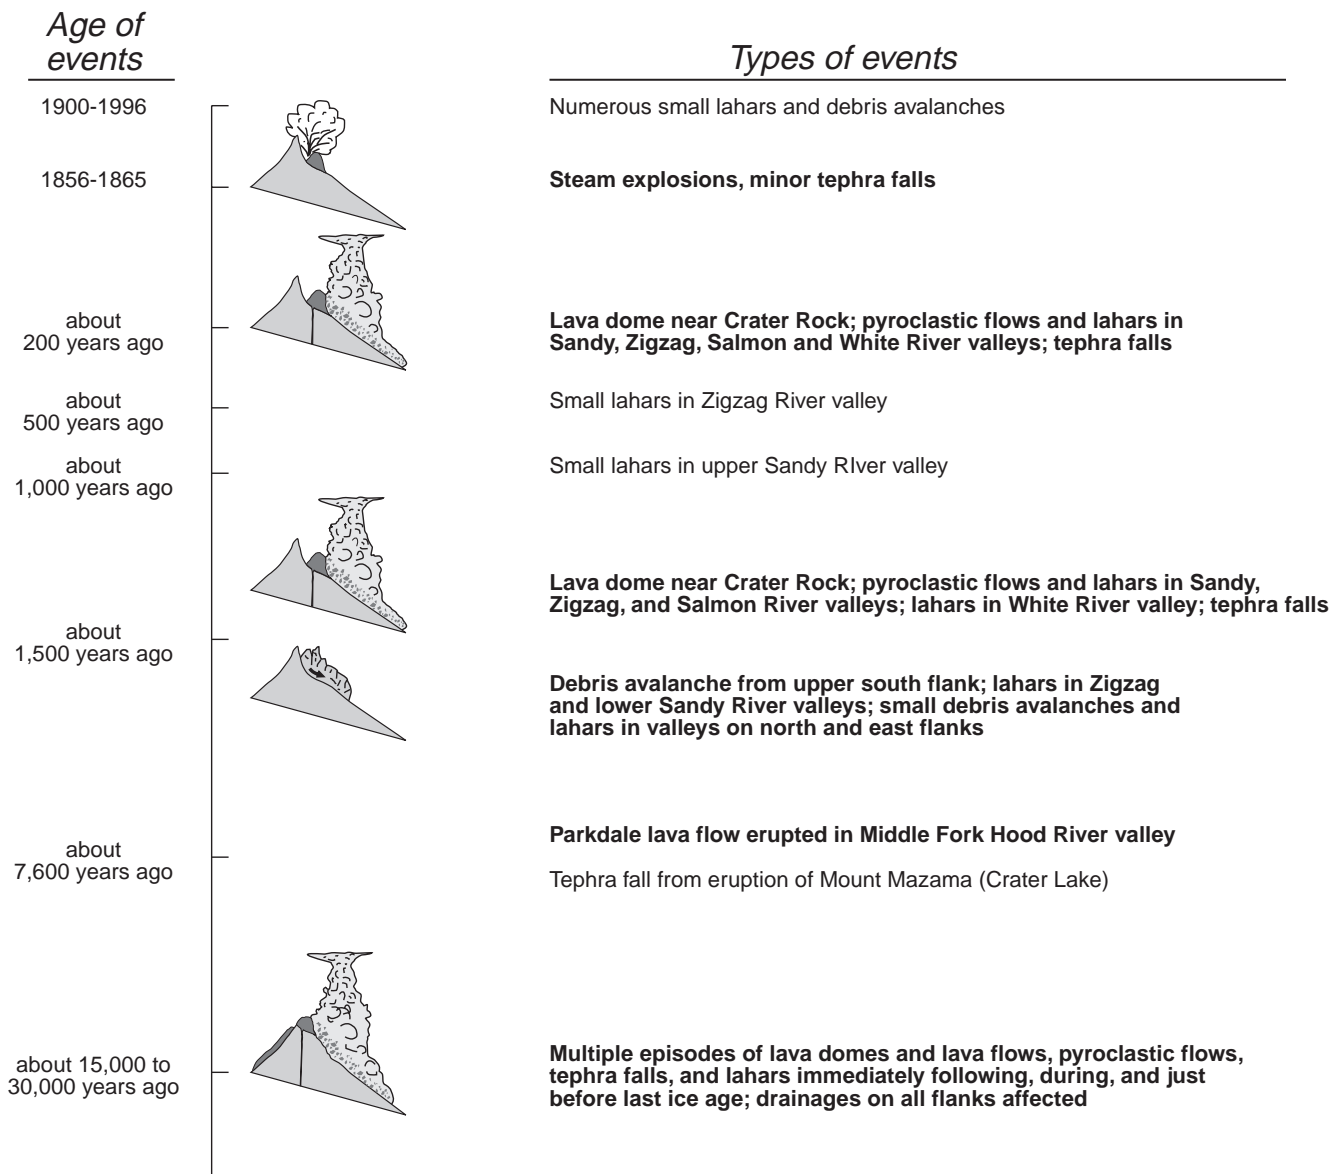 Age of
events
Types of events
1900-1996
Numerous small lahars and debris avalanches
1856-1865
Steam explosions, minor tephra falls
about
200 years ago
Lava dome near Crater Rock; pyroclastic flows and lahars in
Sandy, Zigzag, Salmon and White River valleys; tephra falls
about
500 years ago
Small lahars in Zigzag River valley
about
1,000 years ago
Small lahars in upper Sandy RIver valley
Lava dome near Crater Rock; pyroclastic flows and lahars in Sandy,
Zigzag, and Salmon River valleys; lahars in White River valley; tephra falls
about
1,500 years ago
Debris avalanche from upper south flank; lahars in Zigzag
and lower Sandy River valleys; small debris avalanches and
lahars in valleys on north and east flanks
Parkdale lava flow erupted in Middle Fork Hood River valley
about
7,600 years ago
Tephra fall from eruption of Mount Mazama (Crater Lake)
about 15,000 to
30,000 years ago
Multiple episodes of lava domes and lava flows, pyroclastic flows,
tephra falls, and lahars immediately following, during, and just
before last ice age; drainages on all flanks affected